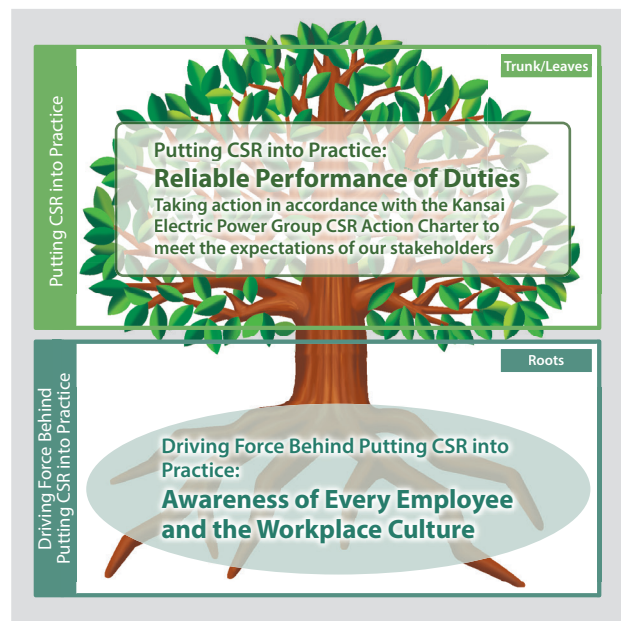 Trunk/Leaves
Putting CSR into Practice
Putting CSR into Practice:
Reliable Performance of Duties
Taking action in accordance with the Kansai
Electric Power Group CSR Action Charter to
meet the expectations of our stakeholders
Roots
Driving Force Behind
Putting CSR into Practice
Driving Force Behind Putting CSR into
Practice:
Awareness of Every Employee
and the Workplace Culture